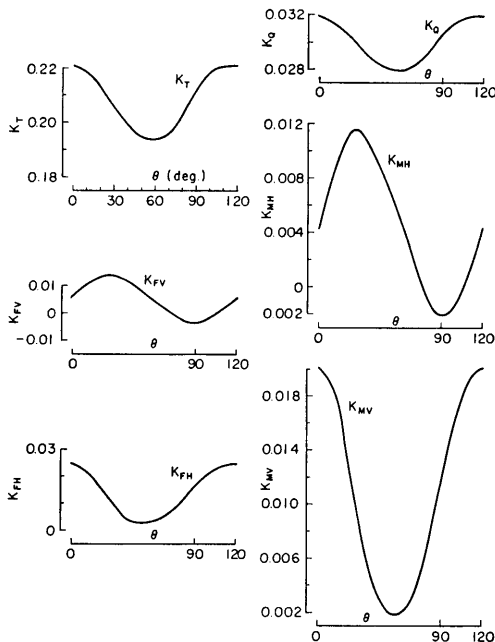 0.22
0.20
0.18
K_T
K_T
θ (deg.)
0 30 60 90 120
0.01
0
-0.01
K_FV
K_FV
θ
0 90 120
0.03
0
K_FH
K_FH
θ
0 90 120
0.032
0.028
K_Q
K_Q
θ
0 90 120
0.012
0.008
0.004
0
0.002
K_MH
K_MH
θ
0 90 120
0.018
0.014
0.010
0.006
0.002
K_MV
K_MV
θ
0 90 120